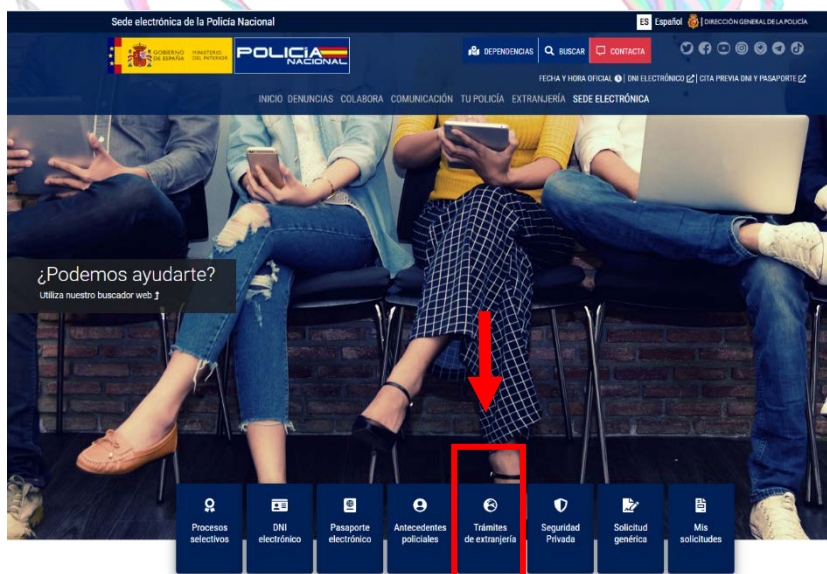 Sede electrónica de la Policía Nacional
ES Español DIRECCIÓN GENERAL DE LA POLICÍA
GOBIERNO DE ESPAÑA
MINISTERIO DEL INTERIOR
POLICÍA
NACIONAL
DEPENDENCIAS BUSCAR CONTACTA
FECHA Y HORA OFICIAL | DNI ELECTRÓNICO | CITA PREVIA DNI Y PASAPORTE
INICIO DENUNCIAS COLABORA COMUNICACIÓN TU POLICÍA EXTRANJERÍA SEDE ELECTRÓNICA
¿Podemos ayudarte?
Utiliza nuestro buscador web
Procesos selectivos
DNI electrónico
Pasaporte electrónico
Antecedentes policiales
Trámites de extranjería
Seguridad Privada
Solicitud genérica
Mis solicitudes